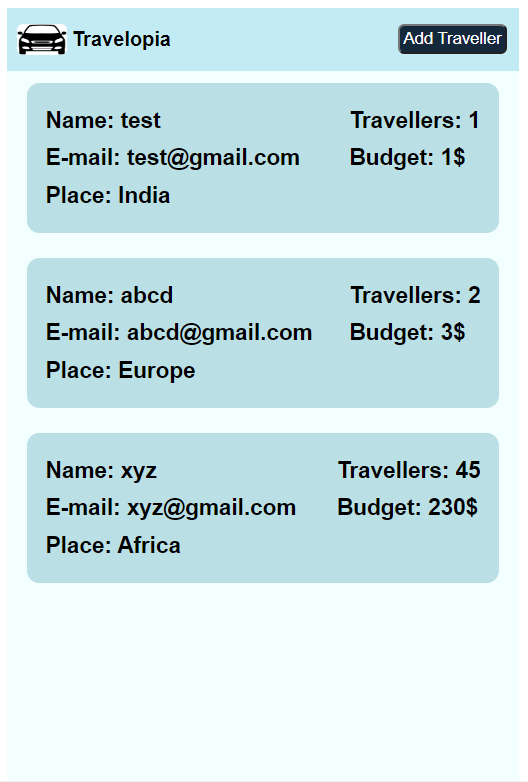 Travelopia Add Traveller
Name: test Travellers: 1
E-mail: test@gmail.com Budget: 1$
Place: India
Name: abcd Travellers: 2
E-mail: abcd@gmail.com Budget: 3$
Place: Europe
Name: xyz Travellers: 45
E-mail: xyz@gmail.com Budget: 230$
Place: Africa